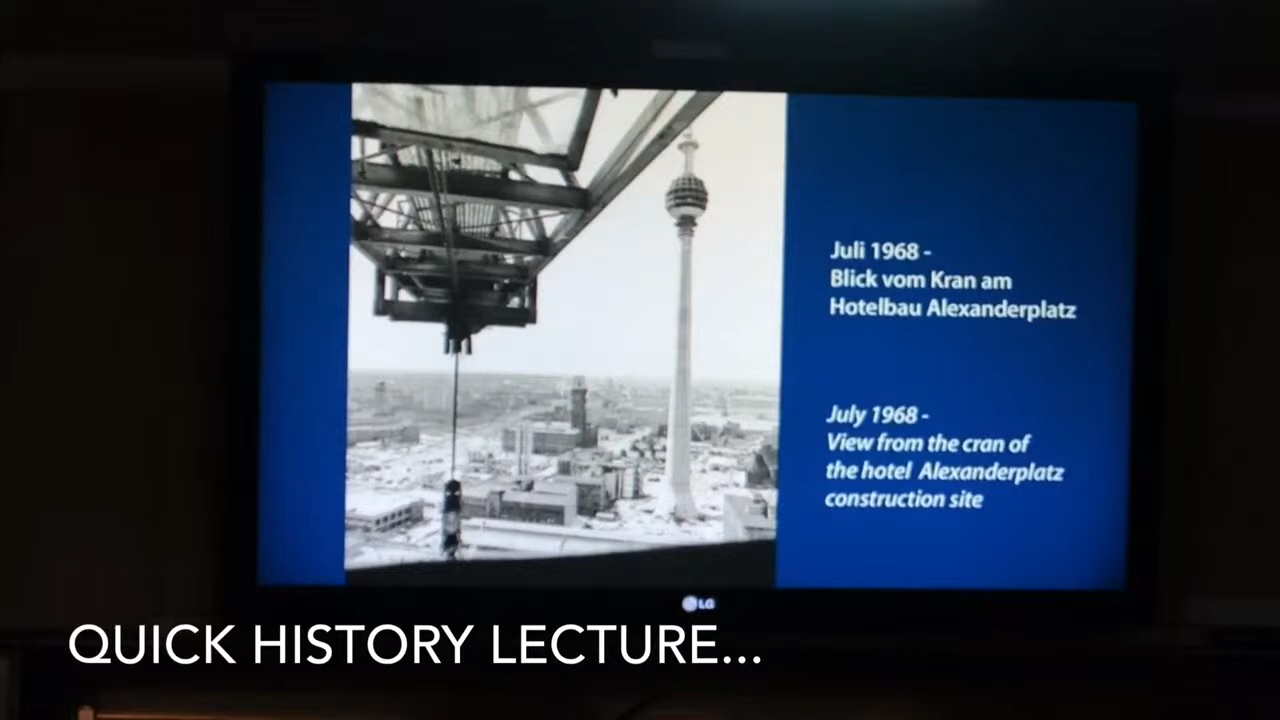 Juli 1968 -
Blick vom Kran am
Hotelbau Alexanderplatz
July 1968 -
View from the cran of
the hotel Alexanderplatz
construction site
LG
QUICK HISTORY LECTURE...